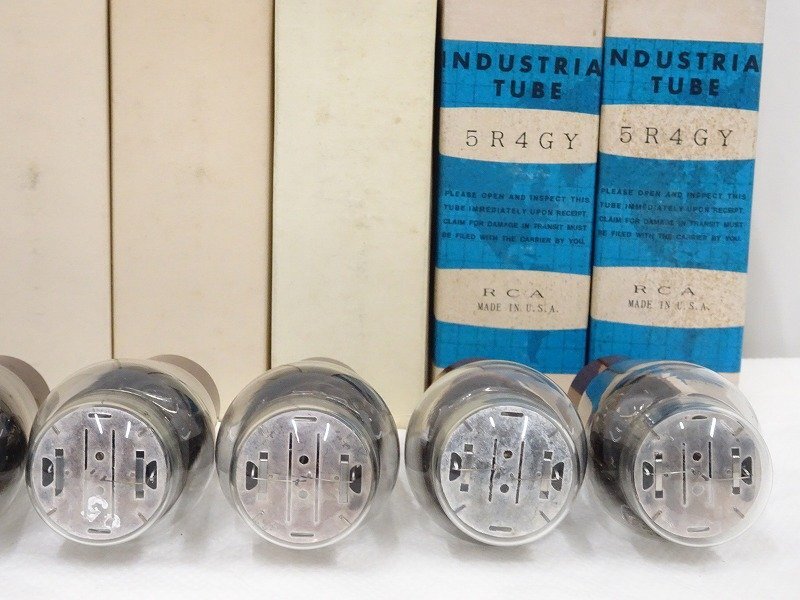 INDUSTRIA
TUBE
5R4GY
PLEASE OPEN AND INSPECT THIS
TUBE IMMEDIATELY UPON RECEIPT.
CLAIM FOR DAMAGE IN TRANSIT MUST
BE FILED WITH THE CARRIER BY YOU.
RCA
MADE IN U.S.A.
NDUSTRIA
TUBE
5R4GY
PLEASE OPEN AND INSPECT THIS
TUBE IMMEDIATELY UPON RECEIPT.
CLAIM FOR DAMAGE IN TRANSIT MUST
BE FILED WITH THE CARRIER BY YOU.
RCA
MADE IN U.S.A.